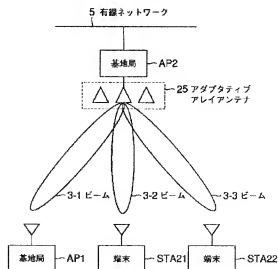 5 有線ネットワーク
基地局 AP2
25 アダプティブ
アレイアンテナ
3-1 ビーム 3-2 ビーム 3-3 ビーム
基地局 AP1 端末 STA21 端末 STA22